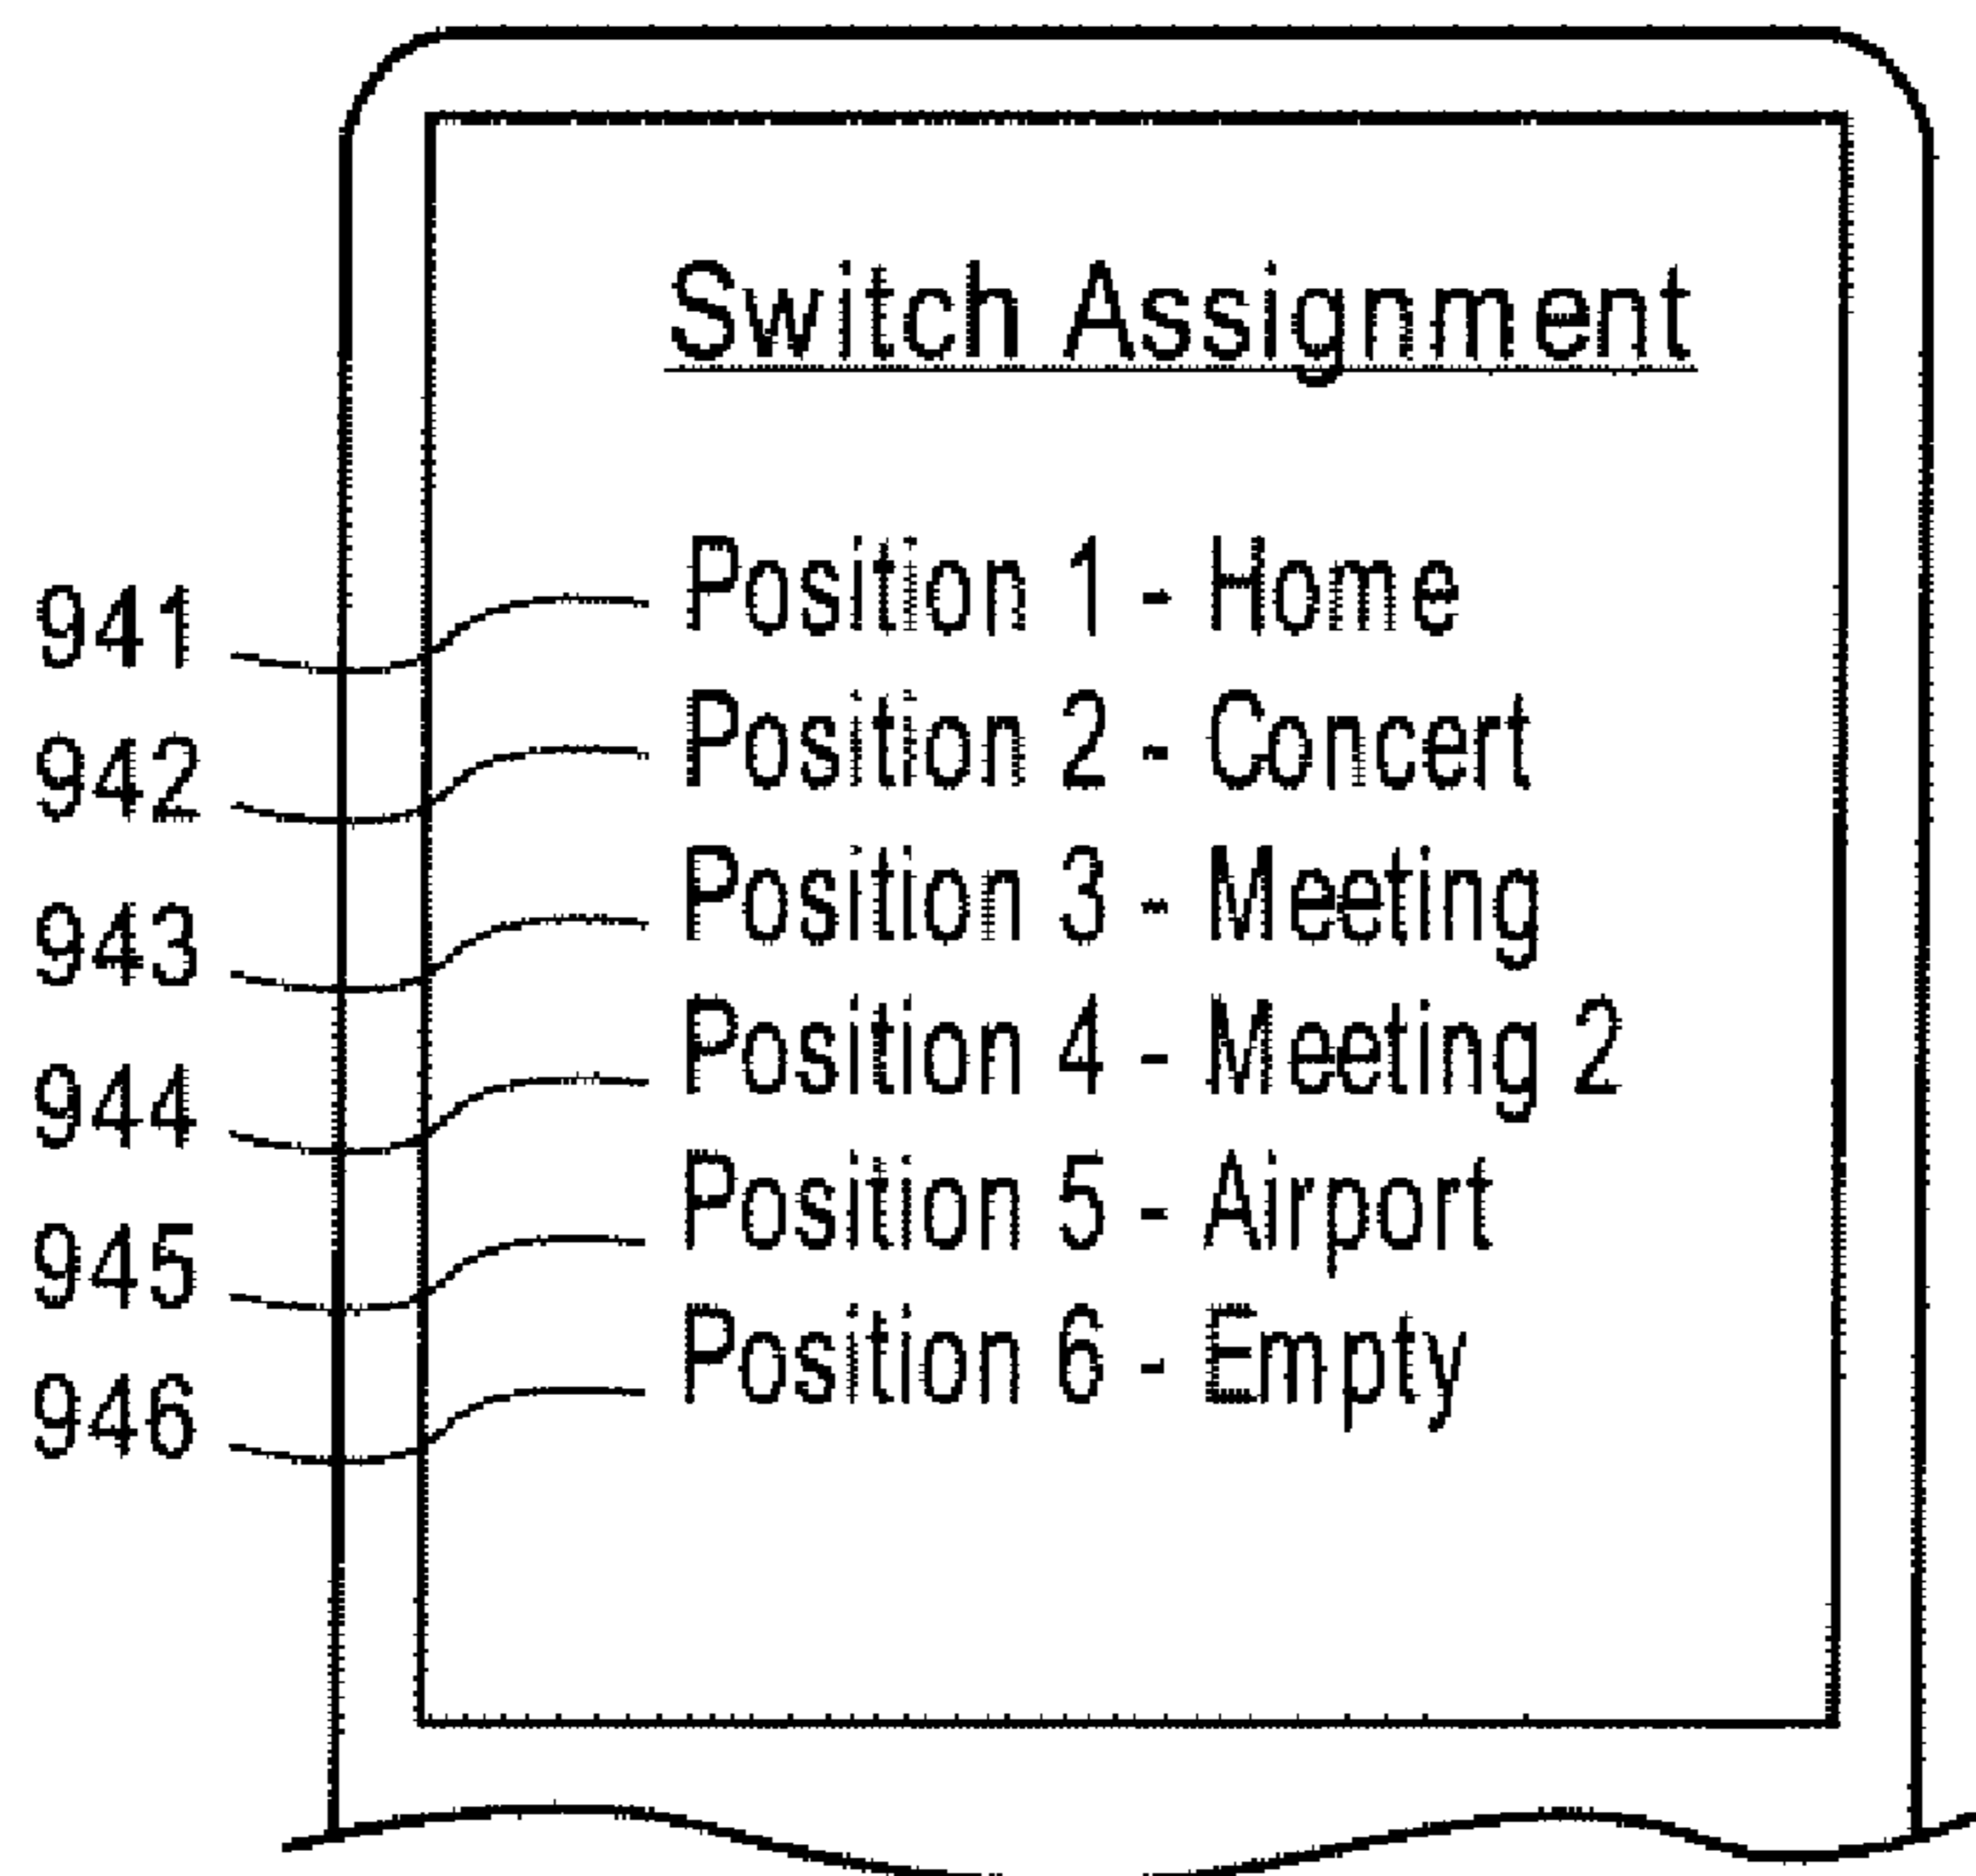 Switch Assignment
941 Position 1 - Home
942 Position 2 - Concert
943 Position 3 - Meeting
944 Position 4 - Meeting 2
945 Position 5 - Airport
946 Position 6 - Empty